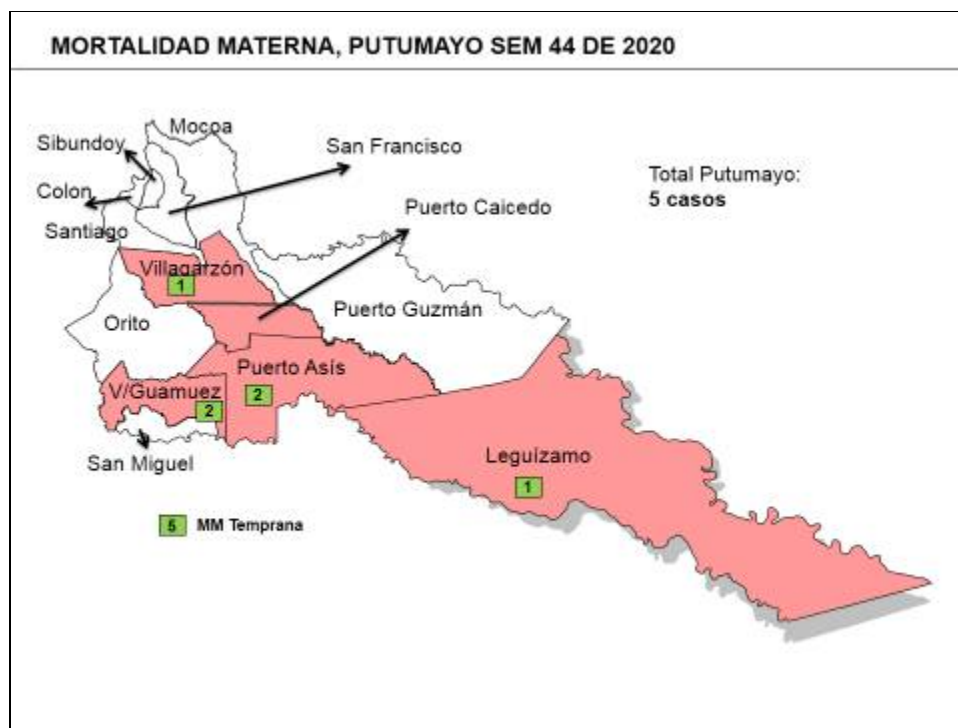 MORTALIDAD MATERNA, PUTUMAYO SEM 44 DE 2020
Mocoa
Sibundoy
San Francisco
Colon
Santiago
Total Putumayo:
5 casos
Puerto Caicedo
Villagarzón
1
Puerto Guzmán
Orito
Puerto Asís
2
V/Guamuez
2
San Miguel
Leguízamo
1
5 MM Temprana